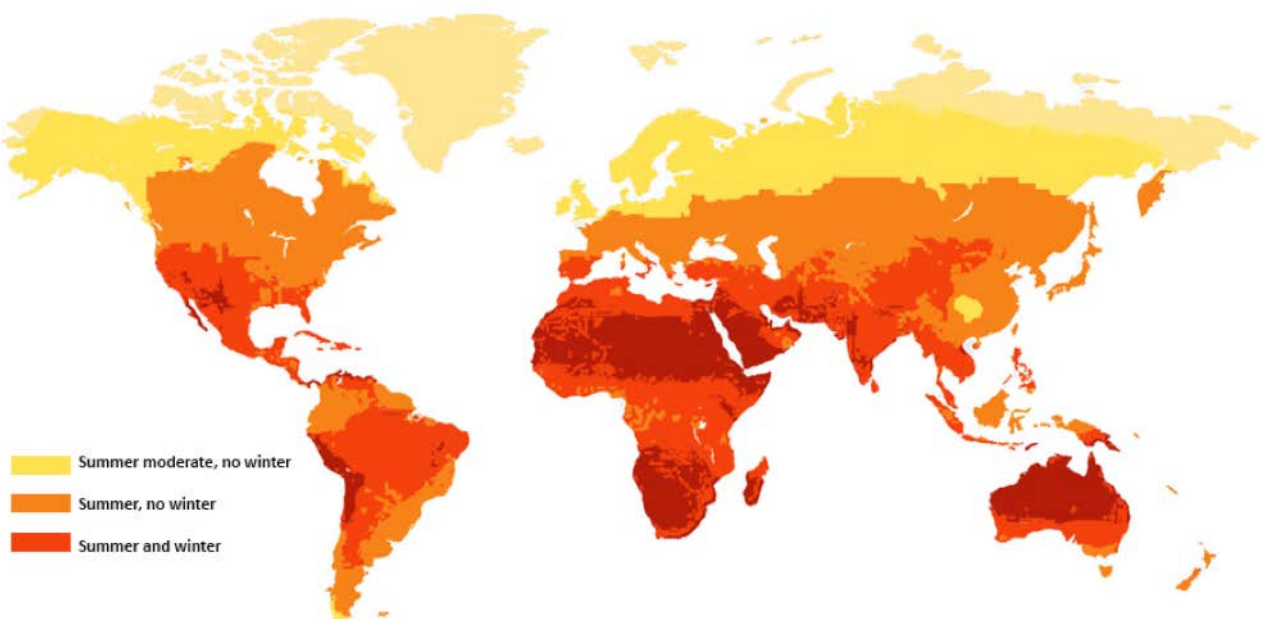 Summer moderate, no winter
Summer, no winter
Summer and winter